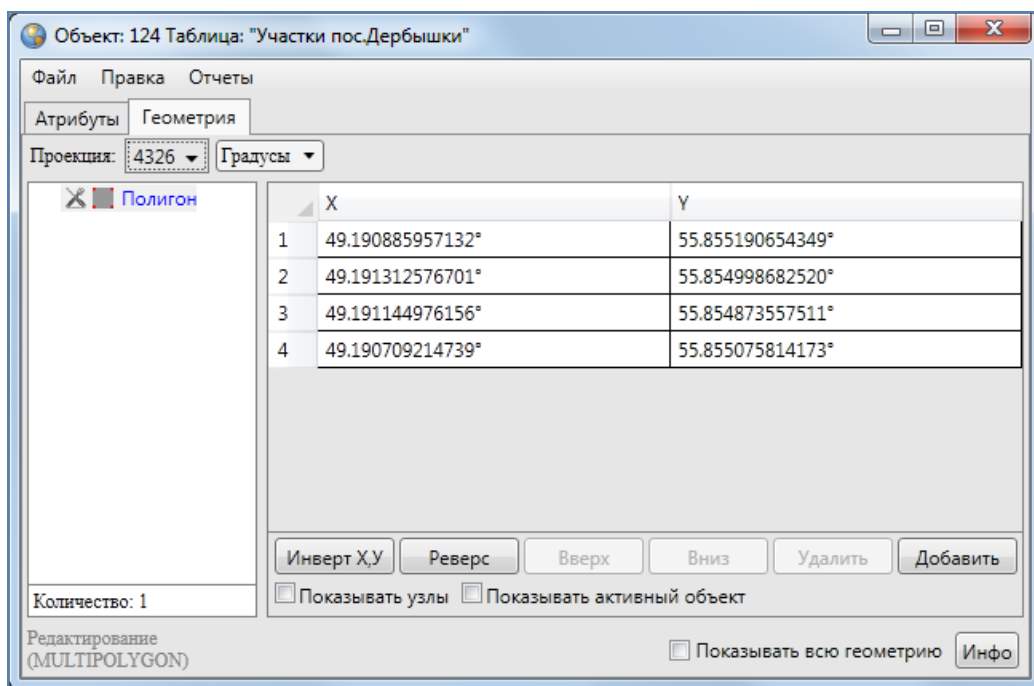 Объект: 124 Таблица: "Участки пос.Дербышки"
Файл Правка Отчеты
Атрибуты Геометрия
Проекция: 4326 Градусы
Полигон
X Y
1 49.190885957132° 55.855190654349°
2 49.191312576701° 55.854998682520°
3 49.191144976156° 55.854873557511°
4 49.190709214739° 55.855075814173°
Инверт X,У Реверс Вверх Вниз Удалить Добавить
Показывать узлы Показывать активный объект
Количество: 1
Редактирование
(MULTIPOLYGON)
Показывать всю геометрию Инфо